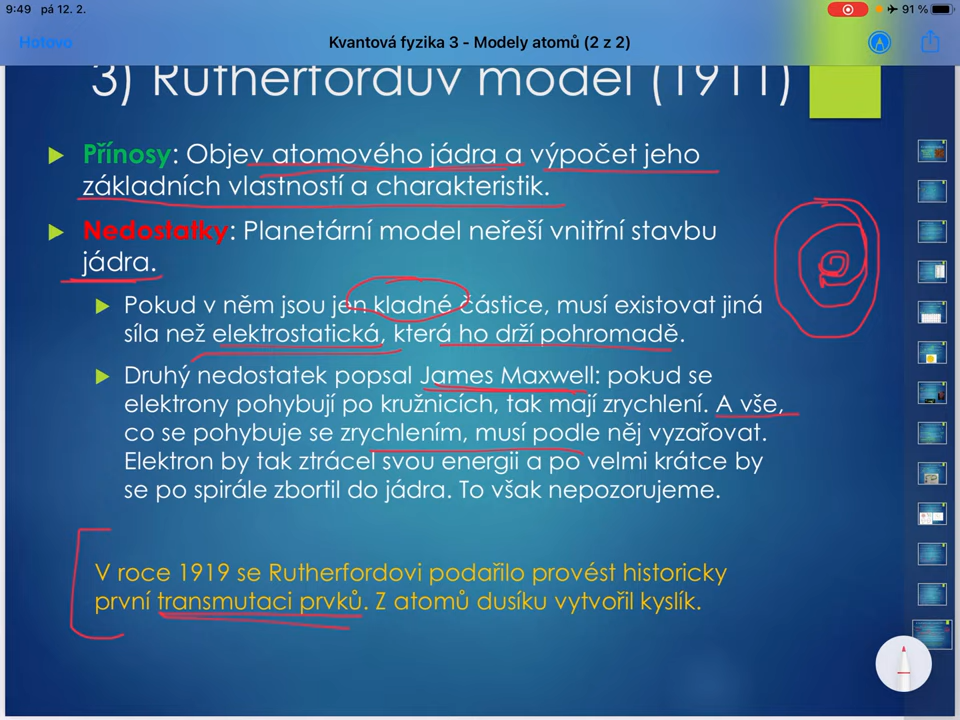 9:49 pá 12. 2.
91 %
Hotovo
Kvantová fyzika 3 - Modely atomů (2 z 2)
3) Rutherfordův model (1911)
Přínosy: Objev atomového jádra a výpočet jeho
základních vlastností a charakteristik.
Nedostatky: Planetární model neřeší vnitřní stavbu
jádra.
Pokud v něm jsou jen kladné částice, musí existovat jiná
síla než elektrostatická, která ho drží pohromadě.
Druhý nedostatek popsal James Maxwell: pokud se
elektrony pohybují po kružnicích, tak mají zrychlení. A vše,
co se pohybuje se zrychlením, musí podle něj vyzařovat.
Elektron by tak ztrácel svou energii a po velmi krátce by
se po spirále zbortil do jádra. To však nepozorujeme.
V roce 1919 se Rutherfordovi podařilo provést historicky
první transmutaci prvků. Z atomů dusíku vytvořil kyslík.